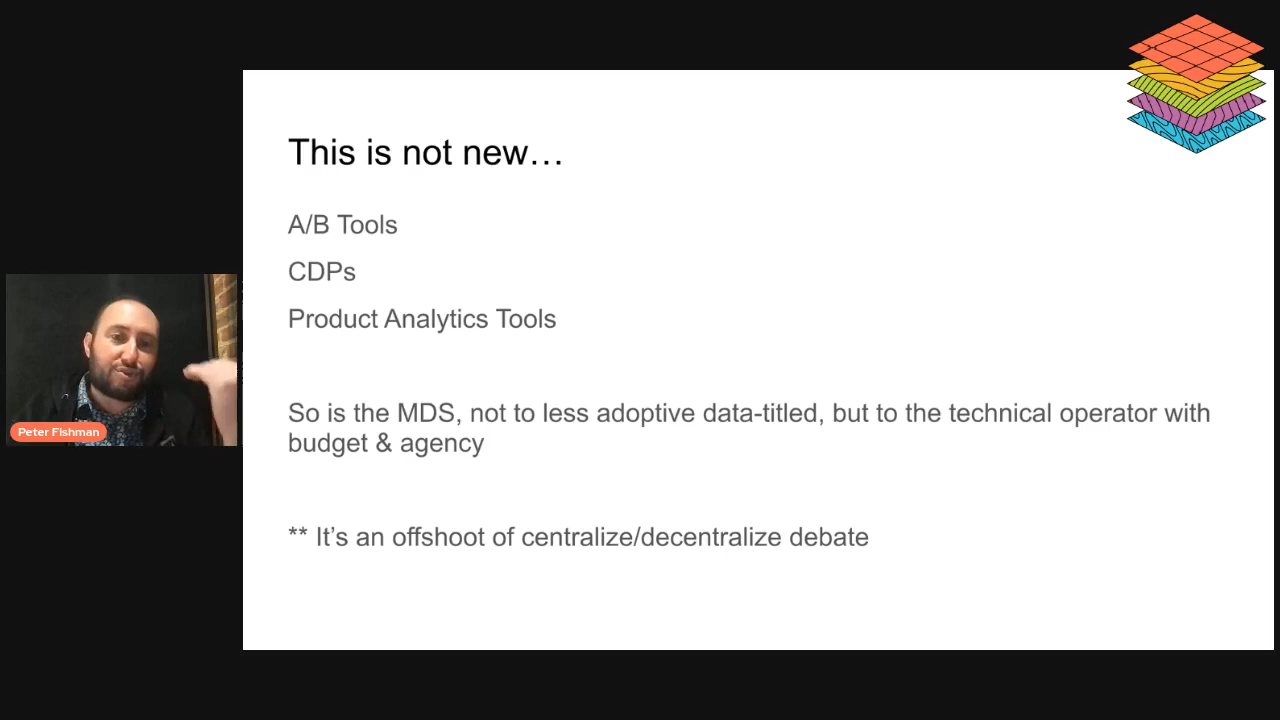 This is not new…
A/B Tools
CDPs
Product Analytics Tools
So is the MDS, not to less adoptive data-titled, but to the technical operator with
budget & agency
** It’s an offshoot of centralize/decentralize debate
Peter Fishman